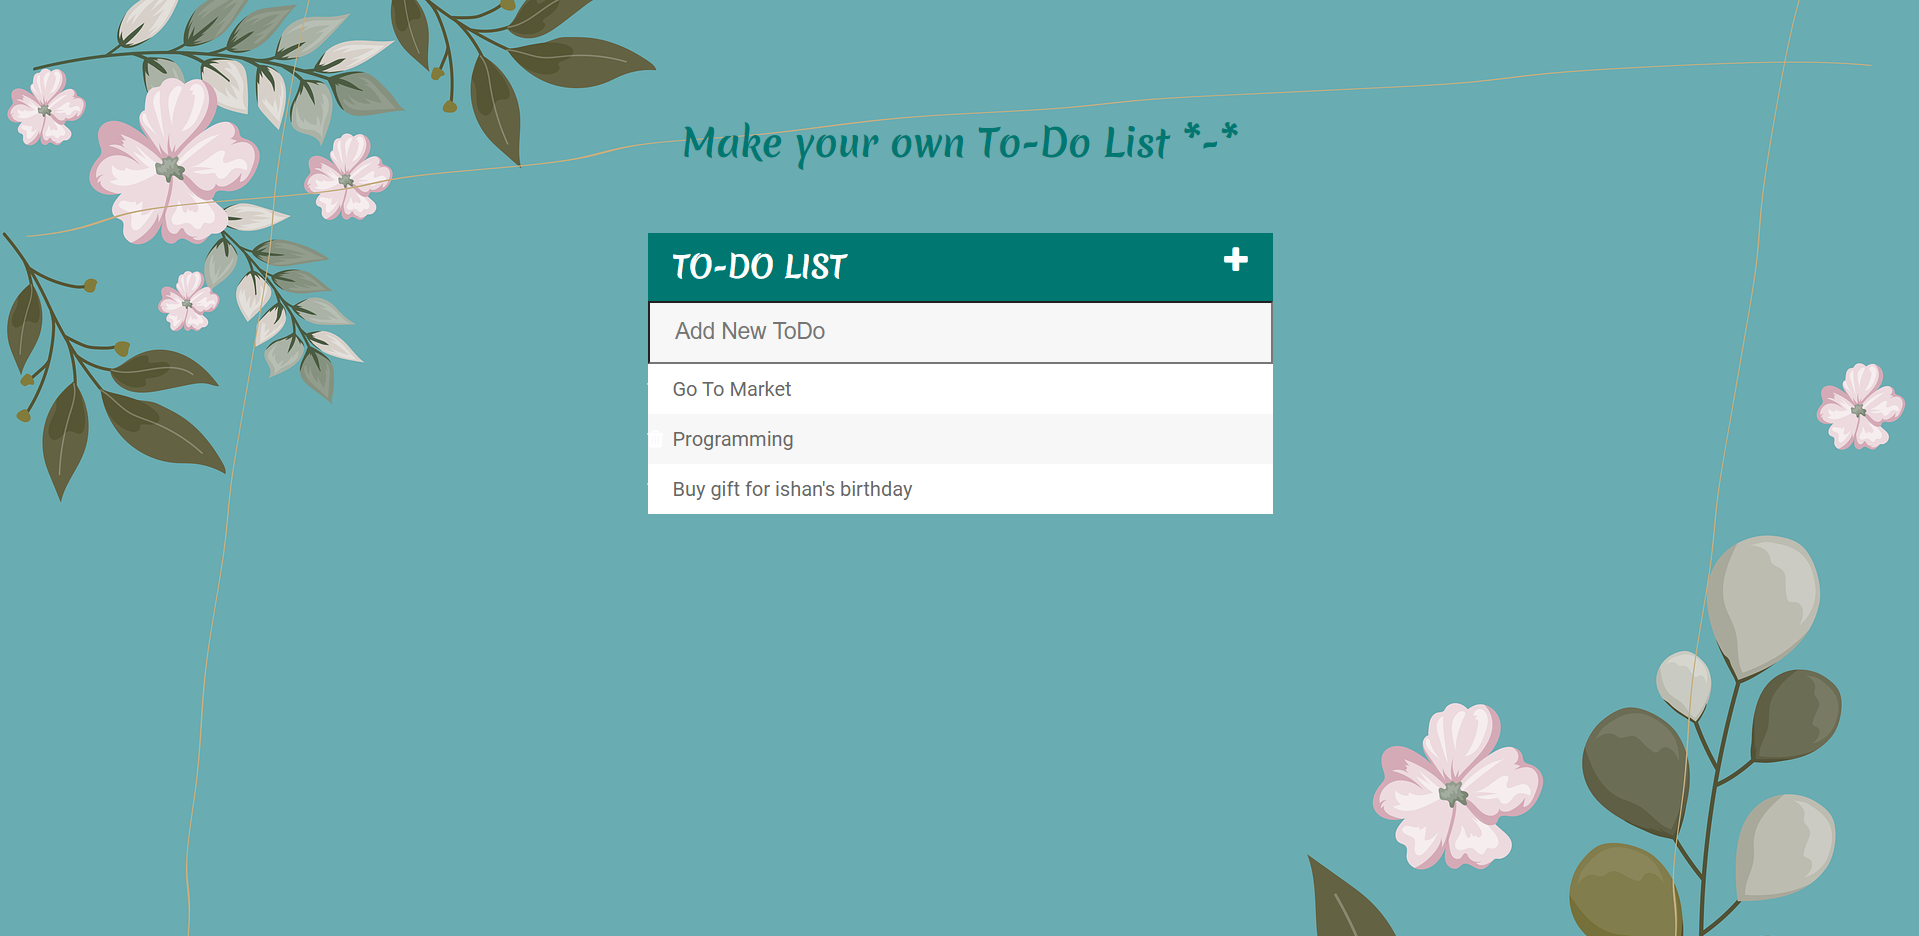 Make your own To-Do List *-*
TO-DO LIST
Add New ToDo
Go To Market
Programming
Buy gift for ishan's birthday